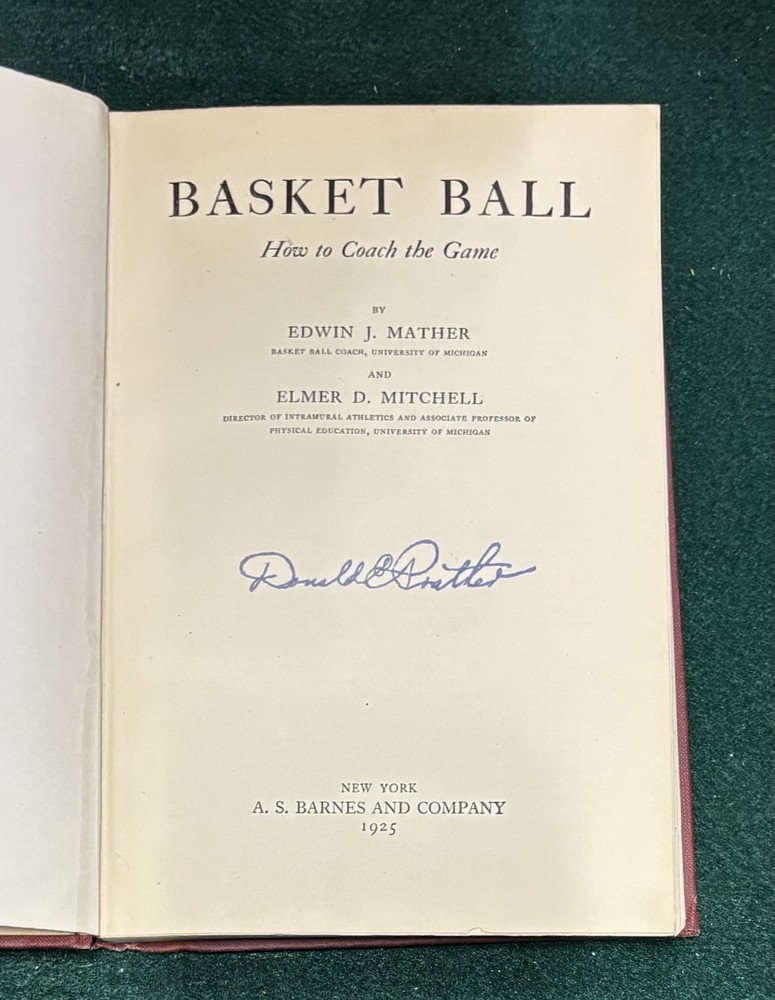 BASKET BALL
How to Coach the Game
BY
EDWIN J. MATHER
BASKET BALL COACH, UNIVERSITY OF MICHIGAN
AND
ELMER D. MITCHELL
DIRECTOR OF INTRAMURAL ATHLETICS AND ASSOCIATE PROFESSOR OF
PHYSICAL EDUCATION, UNIVERSITY OF MICHIGAN
Donald C Prather
NEW YORK
A. S. BARNES AND COMPANY
1925